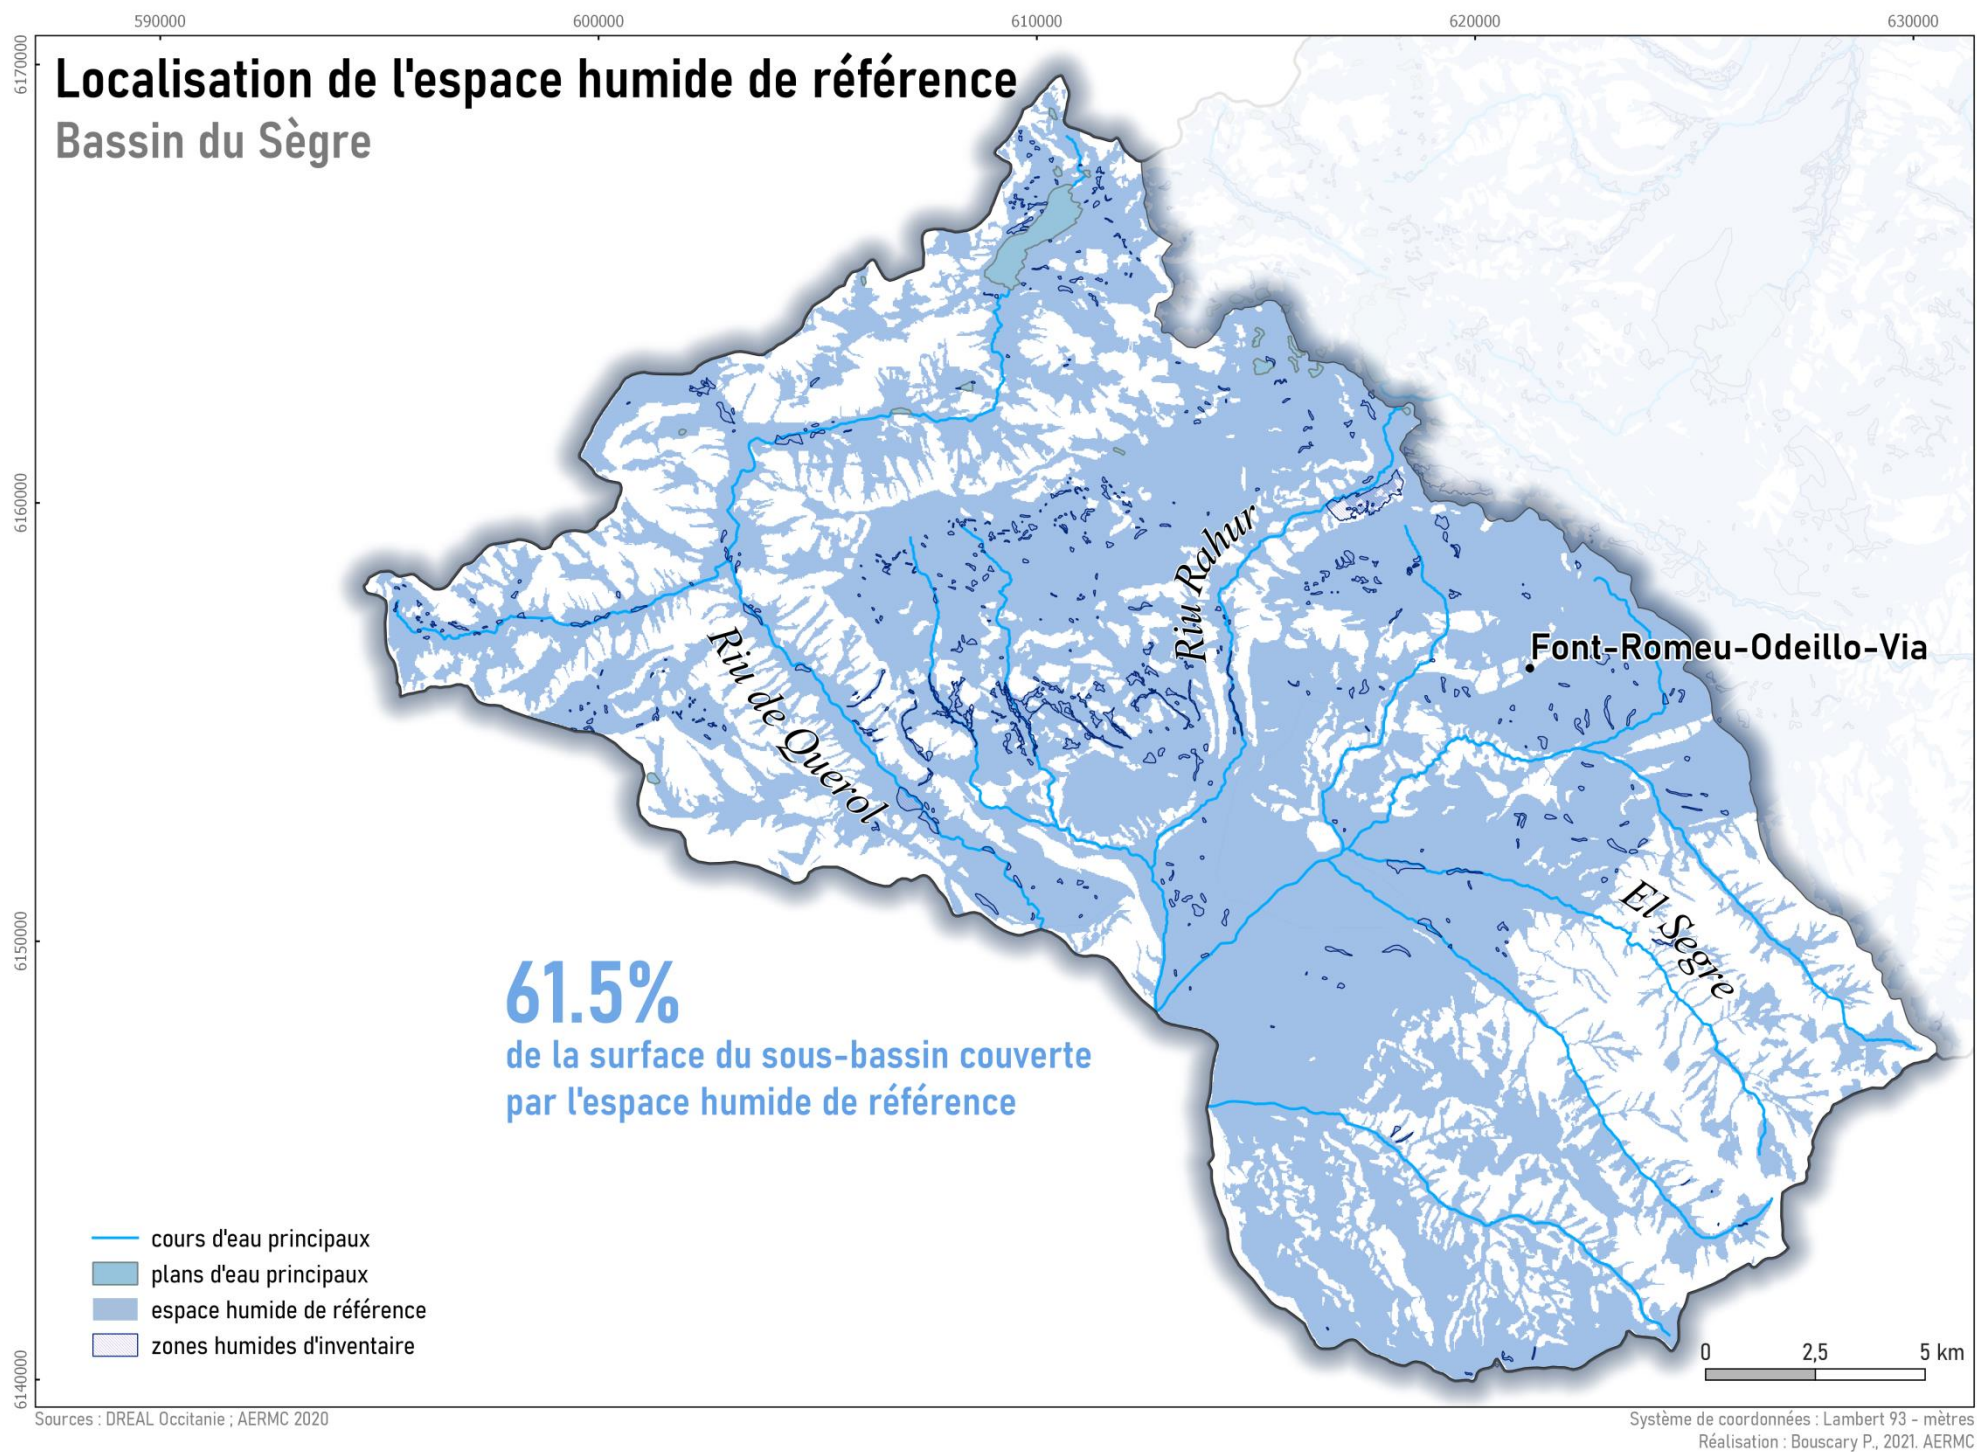 590000
600000
610000
620000
630000
6170000
6160000
6150000
6140000
Localisation de l'espace humide de référence
Bassin du Sègre
Riu Rahur
Font-Romeu-Odeillo-Via
Riu de Querol
El Segre
61.5%
de la surface du sous-bassin couverte
par l'espace humide de référence
cours d'eau principaux
plans d'eau principaux
espace humide de référence
zones humides d'inventaire
0 2,5 5 km
Sources : DREAL Occitanie ; AERMC 2020
Système de coordonnées : Lambert 93 - mètres
Réalisation : Bouscary P., 2021. AERMC